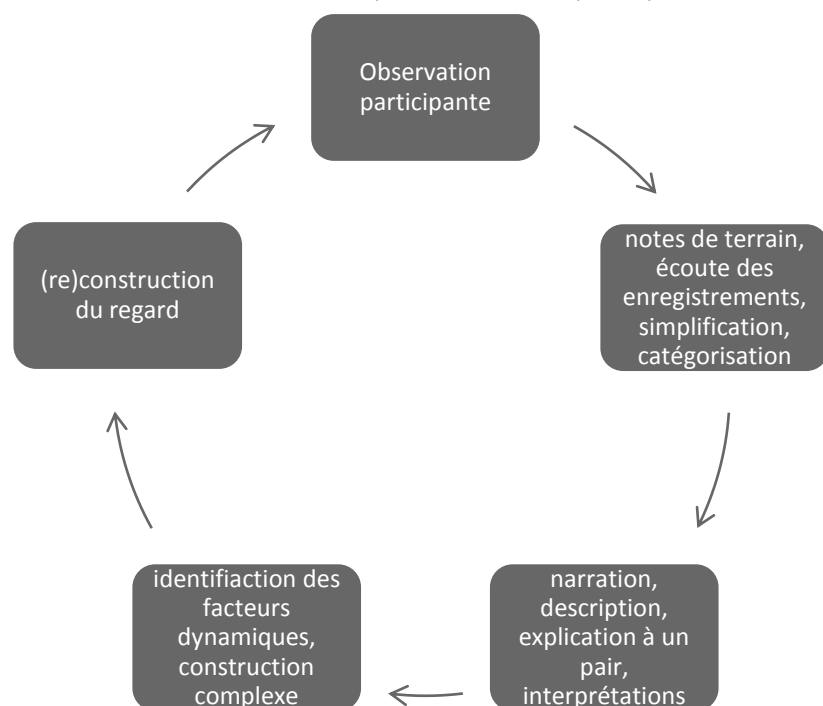 Observation
participante
notes de terrain,
écoute des
enregistrements,
simplification,
catégorisation
narration,
description,
explication à un
pair,
interprétations
identifiaction des
facteurs
dynamiques,
construction
complexe
(re)construction
du regard